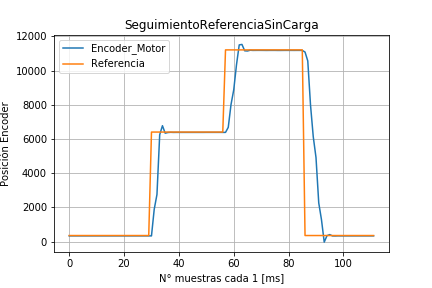 SeguimientoReferenciaSinCarga
Encoder_Motor
Referencia
Posición Encoder
12000
10000
8000
6000
4000
2000
0
0 20 40 60 80 100
N° muestras cada 1 [ms]